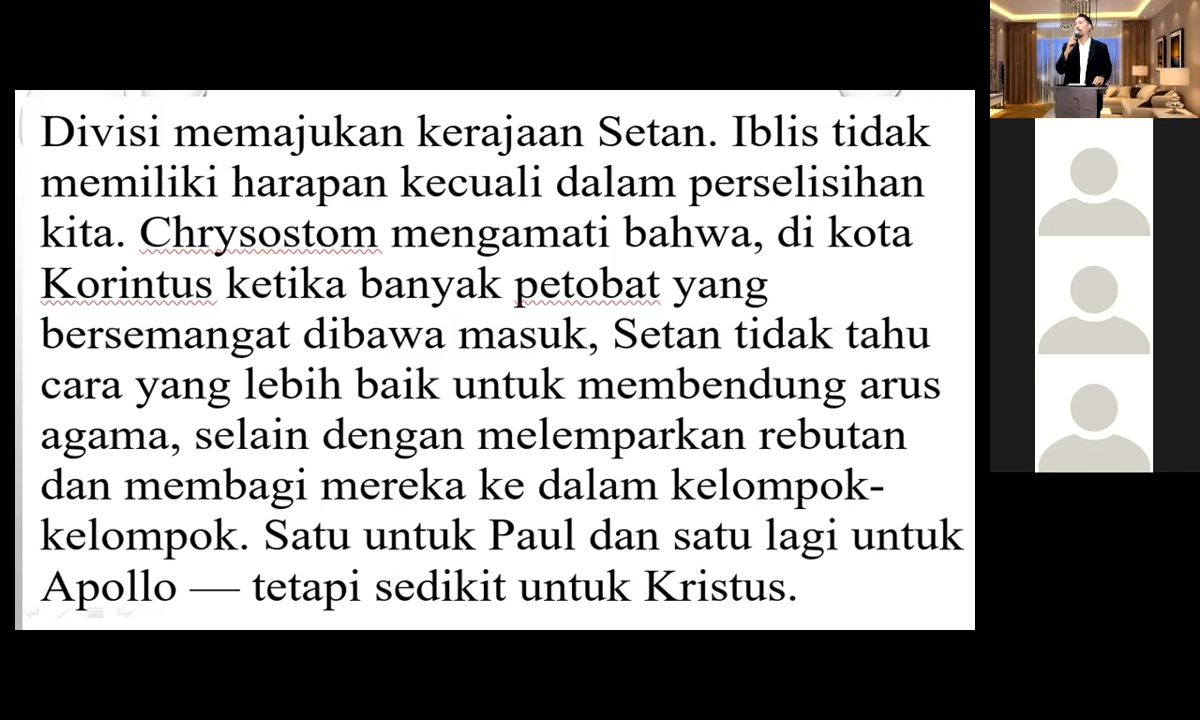 Divisi memajukan kerajaan Setan. Iblis tidak
memiliki harapan kecuali dalam perselisihan
kita. Chrysostom mengamati bahwa, di kota
Korintus ketika banyak petobat yang
bersemangat dibawa masuk, Setan tidak tahu
cara yang lebih baik untuk membendung arus
agama, selain dengan melemparkan rebutan
dan membagi mereka ke dalam kelompok-
kelompok. Satu untuk Paul dan satu lagi untuk
Apollo — tetapi sedikit untuk Kristus.